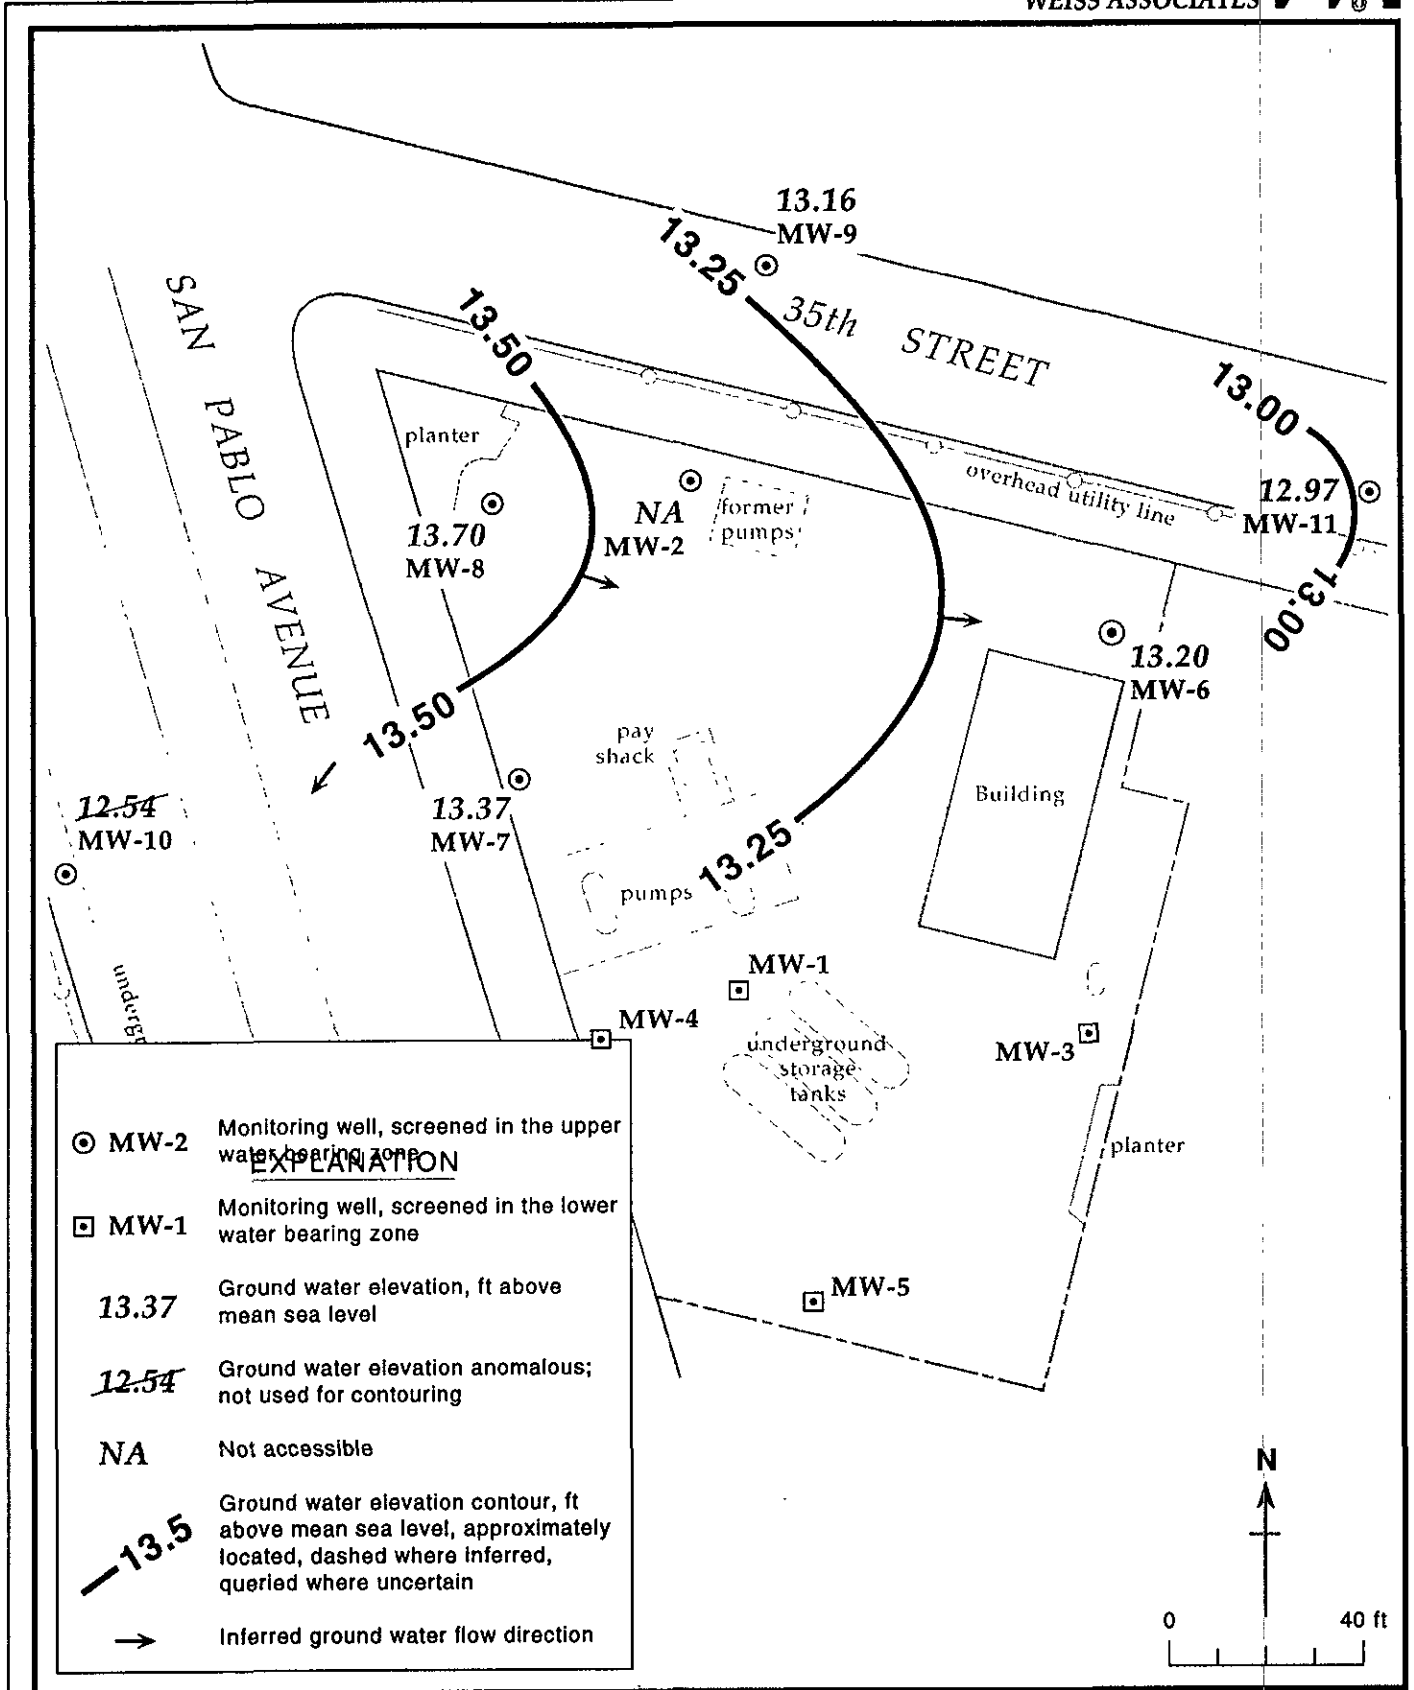 WEISS ASSOCIATES
13.16
MW-9
13.25
35th STREET
SAN PABLO AVENUE
13.50
13.00
planter
overhead utility line
12.97
MW-11
former
pumps
NA
MW-2
13.70
MW-8
13.00
13.20
MW-6
13.50
pay
shack
12.54
MW-10
13.37
MW-7
Building
13.25
pumps
MW-1
MW-4
undergr
underground
storage
tanks
MW-3
planter
MW-5
EXPLANATION
MW-2 Monitoring well, screened in the upper
water bearing zone
MW-1 Monitoring well, screened in the lower
water bearing zone
13.37 Ground water elevation, ft above
mean sea level
12.54 Ground water elevation anomalous;
not used for contouring
NA Not accessible
13.5 Ground water elevation contour, ft
above mean sea level, approximately
located, dashed where inferred,
queried where uncertain
Inferred ground water flow direction
N
0 40 ft